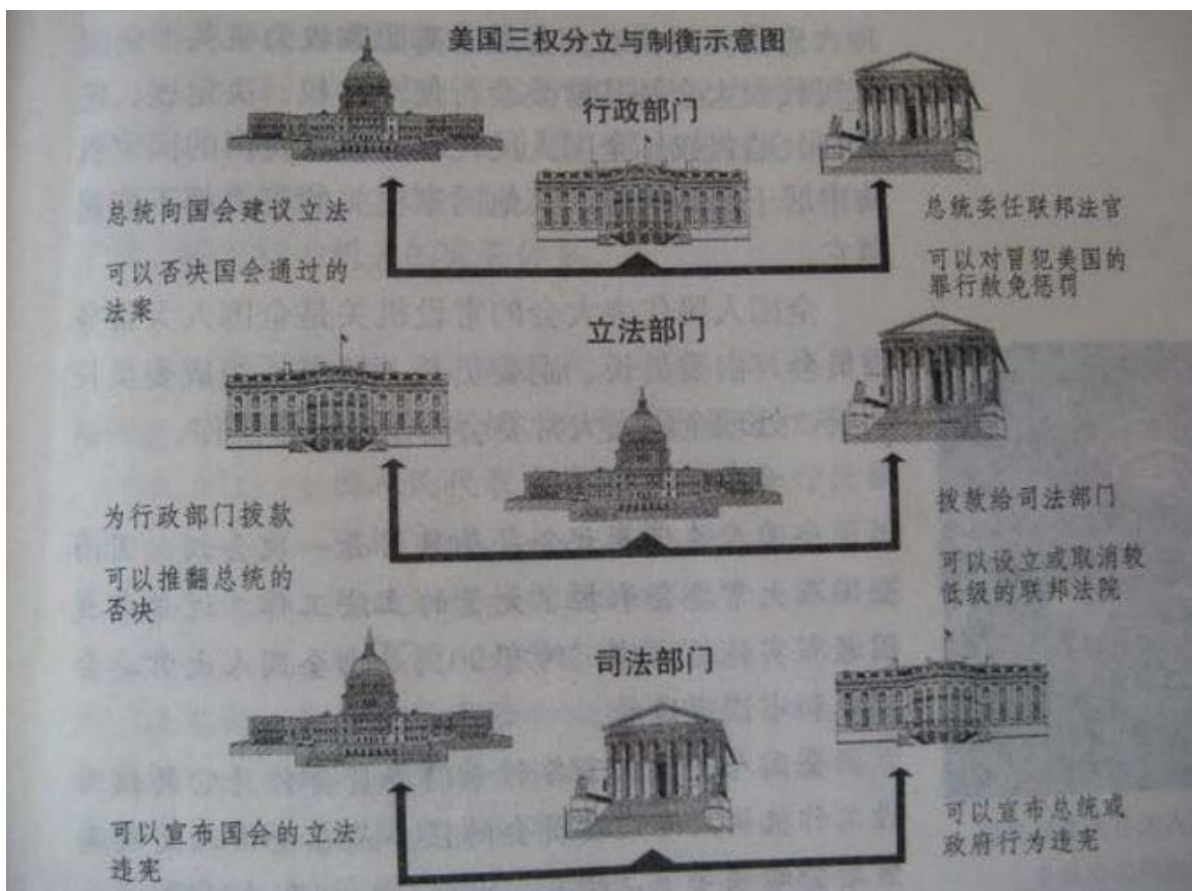 美国三权分立与制衡示意图
行政部门
总统向国会建议立法
可以否决国会通过的
法案
总统委任联邦法官
可以对冒犯美国的
罪行赦免惩罚
立法部门
为行政部门拨款
可以推翻总统的
否决
拨款给司法部门
可以设立或取消较
低级的联邦法院
司法部门
可以宣布国会的立法
违宪
可以宣布总统或
政府行为违宪